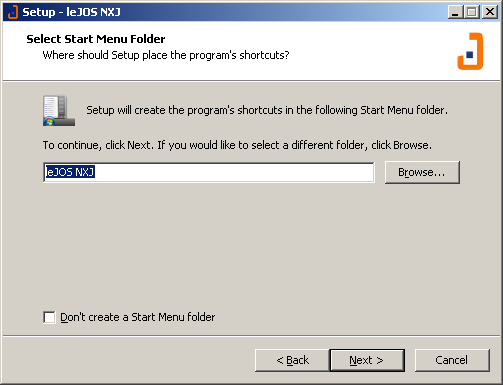 Setup - leJOS NXJ
Select Start Menu Folder
Where should Setup place the program's shortcuts?
Setup will create the program's shortcuts in the following Start Menu folder.
To continue, click Next. If you would like to select a different folder, click Browse.
leJOS NXJ
Browse...
Don't create a Start Menu folder
< Back
Next >
Cancel